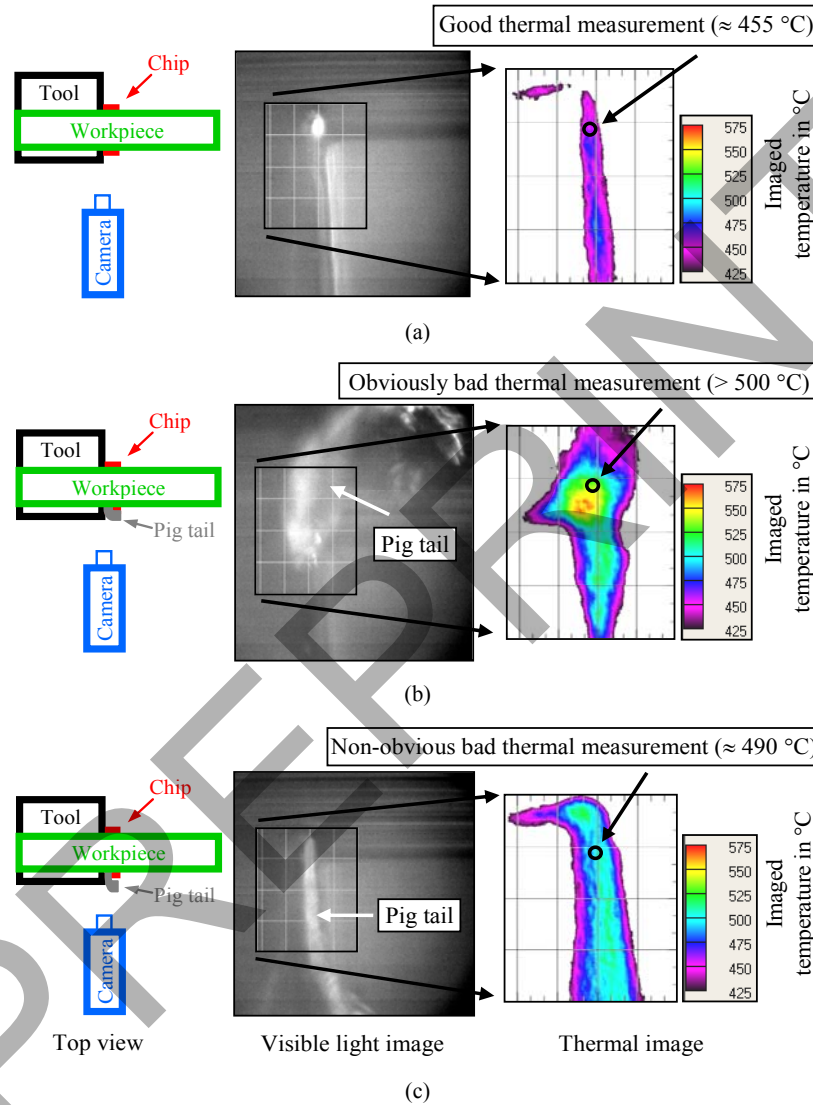 Good thermal measurement (≈ 455 °C)
Chip
Tool
Workpiece
Camera
575
550
525
500
475
450
425
Imaged
temperature in °C
(a)
Obviously bad thermal measurement (> 500 °C)
Chip
Tool
Workpiece
Pig tail
Camera
Pig tail
575
550
525
500
475
450
425
Imaged
temperature in °C
(b)
Non-obvious bad thermal measurement (≈ 490 °C)
Chip
Tool
Workpiece
Pig tail
Camera
Pig tail
575
550
525
500
475
450
425
Imaged
temperature in °C
Top view
Visible light image
Thermal image
(c)
PREPRINT